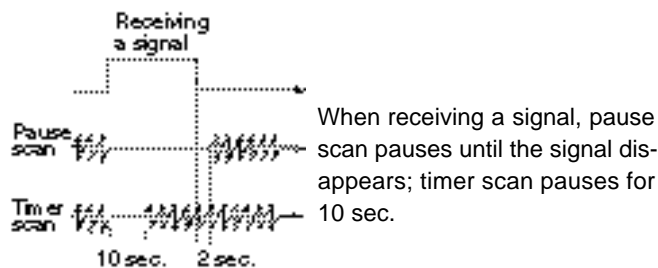 Receiving
a signal
Pause
scan
Timer
scan
10 sec.
2 sec.
When receiving a signal, pause
scan pauses until the signal dis-
appears; timer scan pauses for
10 sec.